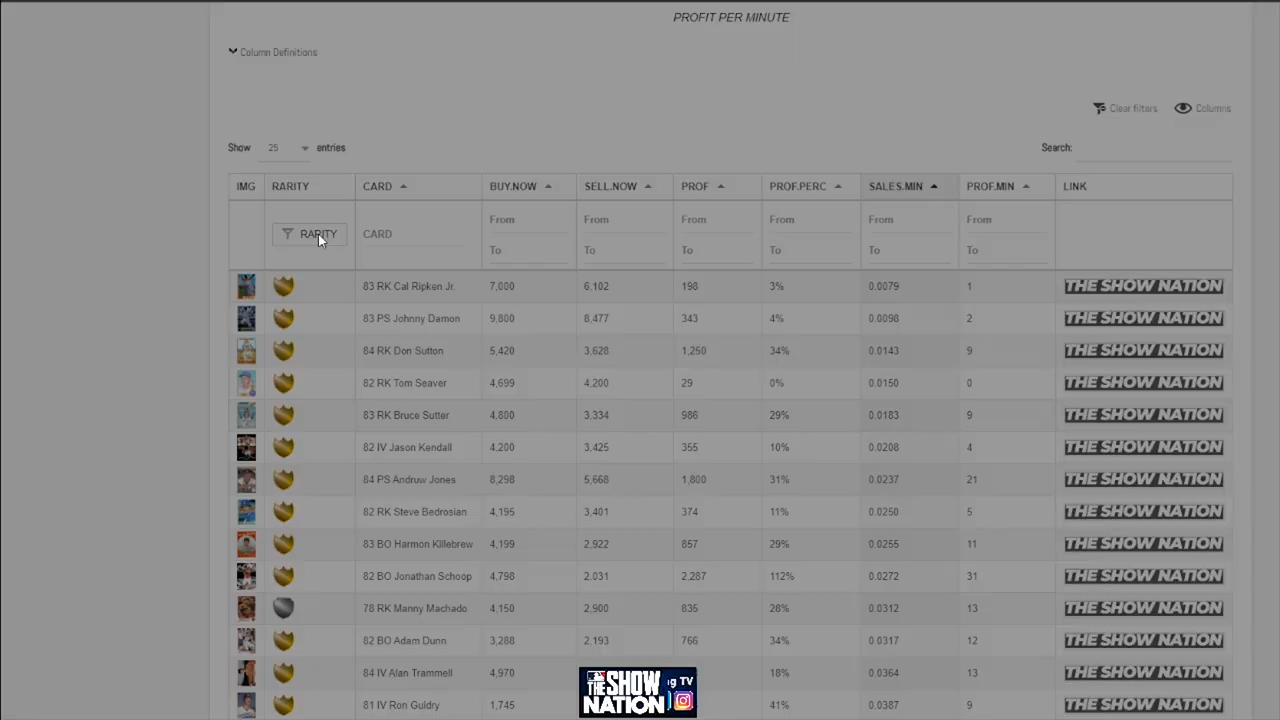 PROFIT PER MINUTE
Column Definitions
Clear filters Columns
Show 25 entries Search:
IMG RARITY CARD BUY.NOW SELL.NOW PROF PROF.PERC SALES.MIN PROF.MIN LINK
From From From From From From
RARITY CARD
To To To To To To
83 RK Cal Ripken Jr. 7,000 6,102 198 3% 0.0079 1 THE SHOW NATION
83 PS Johnny Damon 9,800 8,477 343 4% 0.0098 2 THE SHOW NATION
84 RK Don Sutton 5,420 3,628 1,250 34% 0.0143 9 THE SHOW NATION
82 RK Tom Seaver 4,699 4,200 29 0% 0.0150 0 THE SHOW NATION
83 RK Bruce Sutter 4,800 3,334 986 29% 0.0183 9 THE SHOW NATION
82 IV Jason Kendall 4,200 3,425 355 10% 0.0208 4 THE SHOW NATION
84 PS Andruw Jones 8,298 5,668 1,800 31% 0.0237 21 THE SHOW NATION
82 RK Steve Bedrosian 4,195 3,401 374 11% 0.0250 5 THE SHOW NATION
83 BO Harmon Killebrew 4,199 2,922 857 29% 0.0255 11 THE SHOW NATION
82 BO Jonathan Schoop 4,798 2,031 2,287 112% 0.0272 31 THE SHOW NATION
78 RK Manny Machado 4,150 2,900 835 28% 0.0312 13 THE SHOW NATION
82 BO Adam Dunn 3,288 2,193 766 34% 0.0317 12 THE SHOW NATION
84 IV Alan Trammell 4,970 18% 0.0364 13 THE SHOW NATION
81 IV Ron Guidry 1,745 41% 0.0387 9 THE SHOW NATION
THE SHOW
NATION
g TV